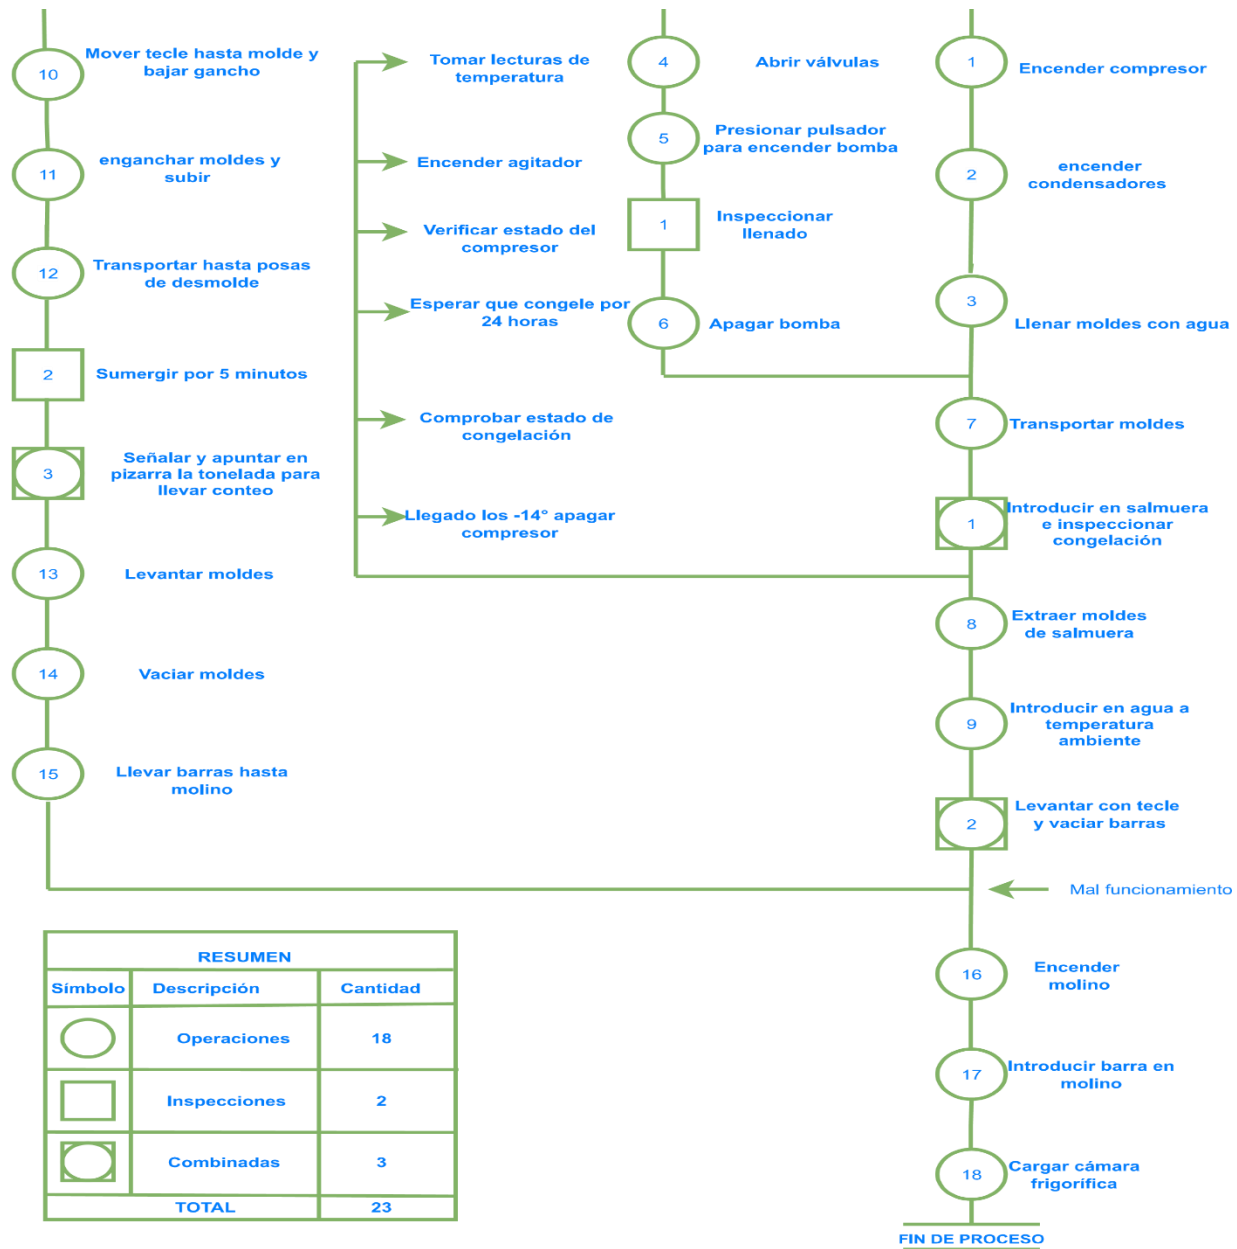 10
Mover tecle hasta molde y
bajar gancho
11
enganchar moldes y
subir
12
Transportar hasta posas
de desmolde
2
Sumergir por 5 minutos
3
Señalar y apuntar en
pizarra la tonelada para
llevar conteo
13
Levantar moldes
14
Vaciar moldes
15
Llevar barras hasta
molino
Tomar lecturas de
temperatura
Encender agitador
Verificar estado del
compresor
Esperar que congele por
24 horas
Comprobar estado de
congelación
Llegado los -14° apagar
compresor
4
Abrir válvulas
5
Presionar pulsador
para encender bomba
1
Inspeccionar
llenado
6
Apagar bomba
1
Encender compresor
2
encender
condensadores
3
Llenar moldes con agua
7
Transportar moldes
1
Introducir en salmuera
e inspeccionar
congelación
8
Extraer moldes
de salmuera
9
Introducir en agua a
temperatura
ambiente
2
Levantar con tecle
y vaciar barras
Mal funcionamiento
16
Encender
molino
17
Introducir barra en
molino
18
Cargar cámara
frigorífica
FIN DE PROCESO
RESUMEN
Símbolo Descripción Cantidad
Operaciones 18
Inspecciones 2
Combinadas 3
TOTAL 23